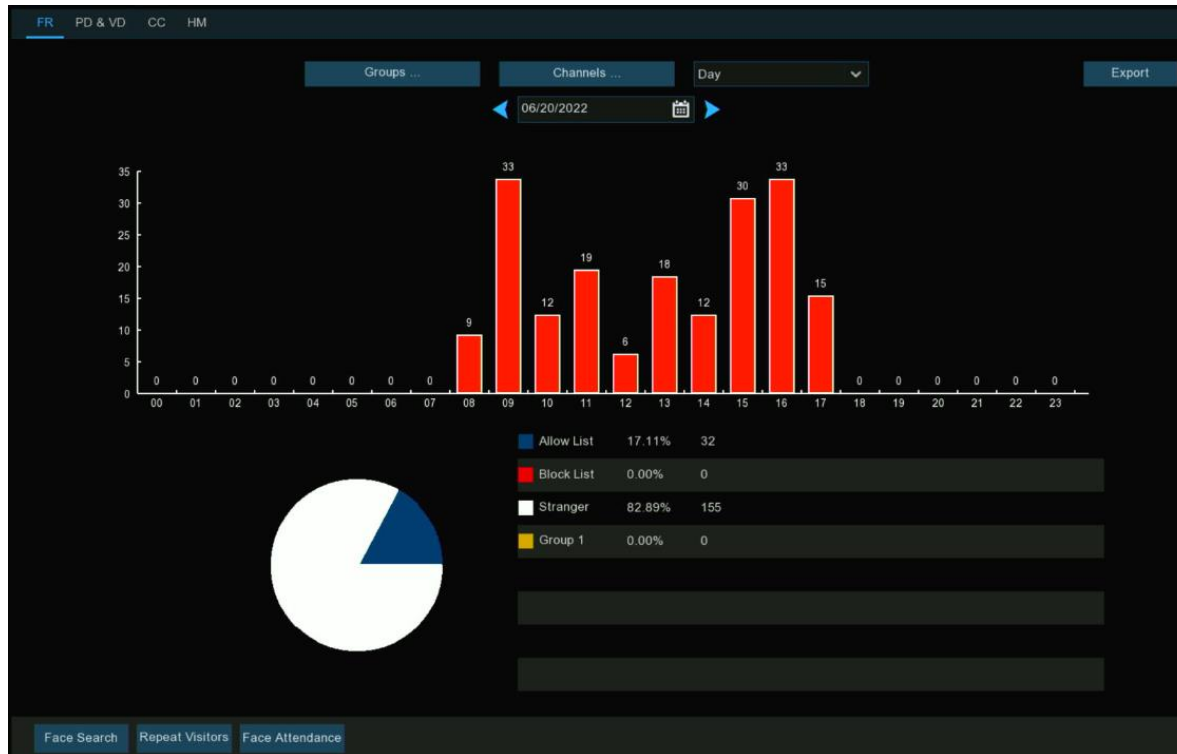 FR PD & VD CC HM
Groups ... Channels ... Day Export
06/20/2022
35
30
25
20
15
10
5
0
0 0 0 0 0 0 0 0 9 33 12 19 6 18 12 30 33 15 0 0 0 0 0 0
00 01 02 03 04 05 06 07 08 09 10 11 12 13 14 15 16 17 18 19 20 21 22 23
Allow List 17.11% 32
Block List 0.00% 0
Stranger 82.89% 155
Group 1 0.00% 0
Face Search Repeat Visitors Face Attendance